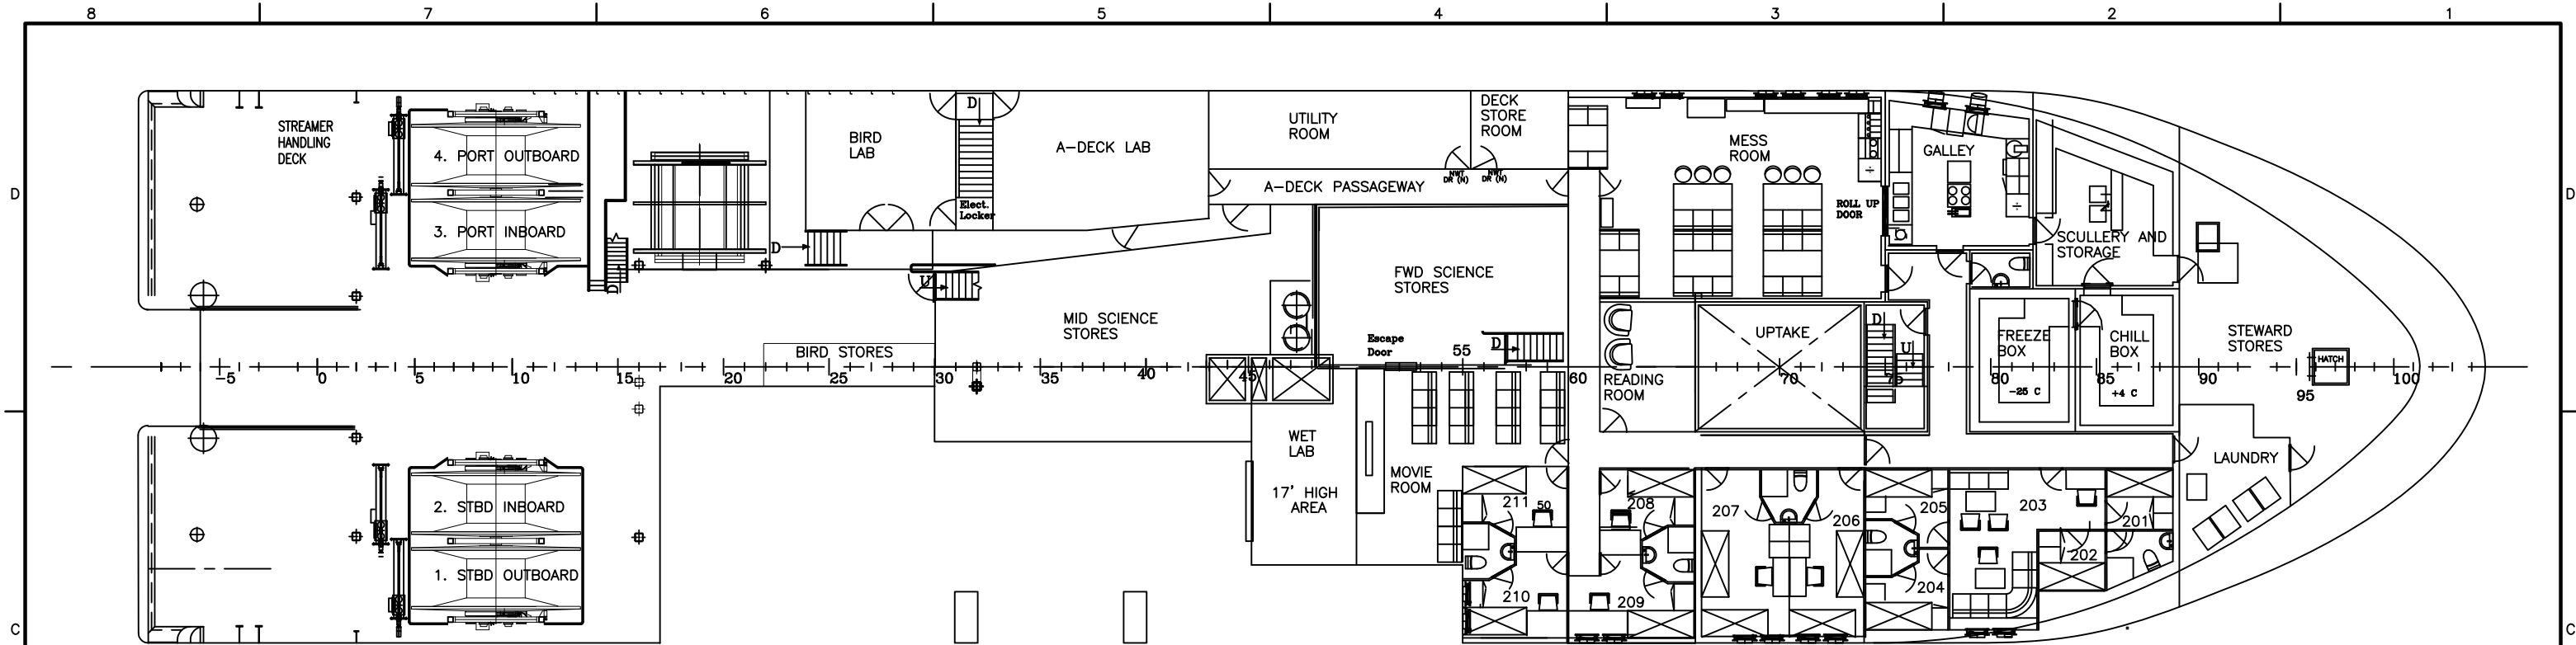 8 7 6 5 4 3 2 1
STREAMER
HANDLING
DECK
4. PORT OUTBOARD
3. PORT INBOARD
D
D
BIRD
LAB
D
D
Elect.
Locker
A-DECK LAB
UTILITY
ROOM
DECK
STORE
ROOM
NWT
DR (N)
NWT
DR (N)
A-DECK PASSAGEWAY
MESS
ROOM
ROLL UP
DOOR
GALLEY
SCULLERY AND
STORAGE
D
D
U
MID SCIENCE
STORES
FWD SCIENCE
STORES
Escape
Door
D
UPTAKE
D
U
FREEZE
BOX
-25 C
CHILL
BOX
+4 C
STEWARD
STORES
HATCH
BIRD STORES
-5 0 5 10 15 20 25 30 35 40 45 55 60 70 75 80 85 90 95 100
READING
ROOM
WET
LAB
17' HIGH
AREA
MOVIE
ROOM
LAUNDRY
2. STBD INBOARD
1. STBD OUTBOARD
211
50
208
207
206
205
203
201
202
210
209
204
C
C